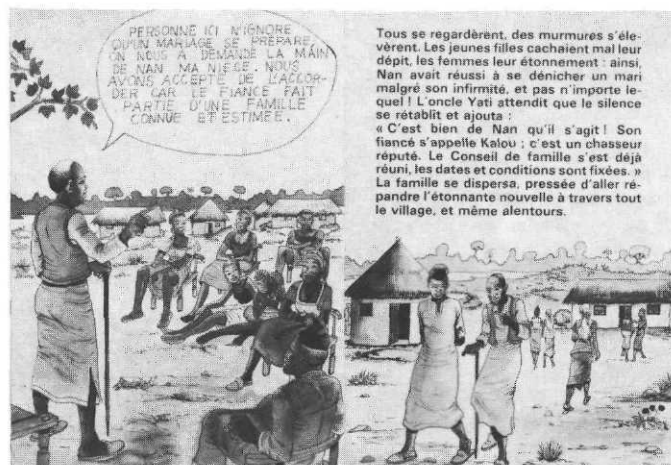 PERSONNE ICI N'IGNORE
QU'UN MARIAGE SE PRÉPARE.
ON NOUS A DEMANDÉ LA MAIN
DE NAN MA NIÈCE. NOUS
AVONS ACCEPTÉ DE L'ACCOR-
DER CAR LE FIANCÉ FAIT
PARTIE D'UNE FAMILLE
CONNUE ET ESTIMÉE.
Tous se regardèrent, des murmures s'éle-
vèrent. Les jeunes filles cachaient mal leur
dépit, les femmes leur étonnement : ainsi,
Nan avait réussi à se dénicher un mari
malgré son infirmité, et pas n'importe le-
quel ! L'oncle Yati attendit que le silence
se rétablit et ajouta :
« C'est bien de Nan qu'il s'agit ! Son
fiancé s'appelle Kalou ; c'est un chasseur
réputé. Le Conseil de famille s'est déjà
réuni, les dates et conditions sont fixées. »
La famille se dispersa, pressée d'aller ré-
pandre l'étonnante nouvelle à travers tout
le village, et même alentours.